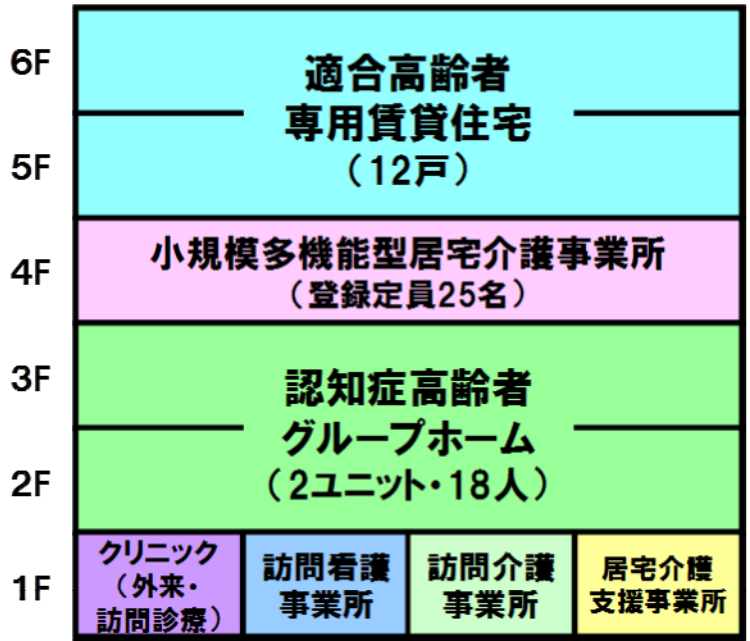 6F
適合高齢者
専用賃貸住宅
（12戸）
5F
4F
小規模多機能型居宅介護事業所
（登録定員25名）
3F
認知症高齢者
グループホーム
（2ユニット・18人）
2F
1F
クリニック
（外来・
訪問診療）
訪問看護
事業所
訪問介護
事業所
居宅介護
支援事業所